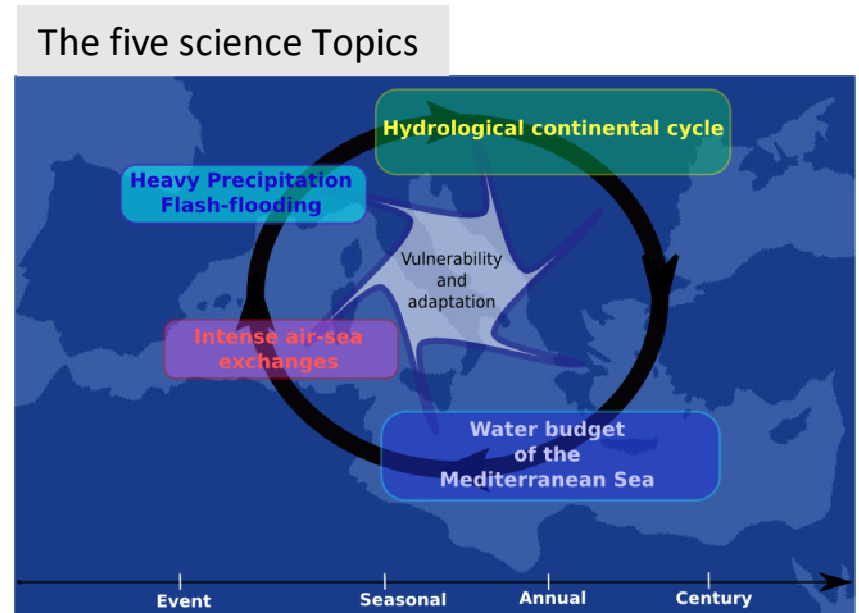 The five science Topics
Hydrological continental cycle
Heavy Precipitation
Flash-flooding
Vulnerability
and
adaptation
Intense air-sea
exchanges
Water budget
of the
Mediterranean Sea
Event
Seasonal
Annual
Century